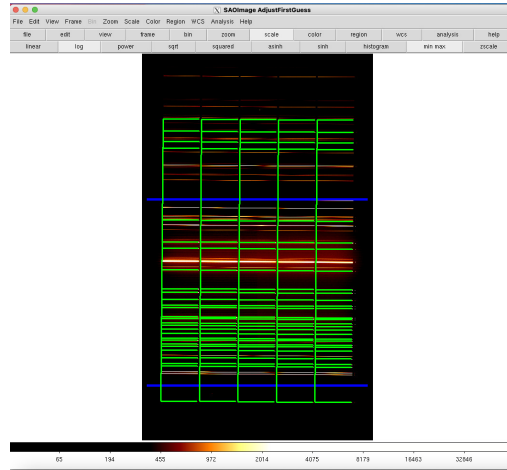 SAOImage AdjustFirstGuess
File Edit View Frame Bin Zoom Scale Color Region WCS Analysis Help
file edit view frame bin zoom scale color region wcs analysis help
linear log power sqrt squared asinh sinh histogram min max zscale
65 194 455 972 2014 4075 8179 16463 32846